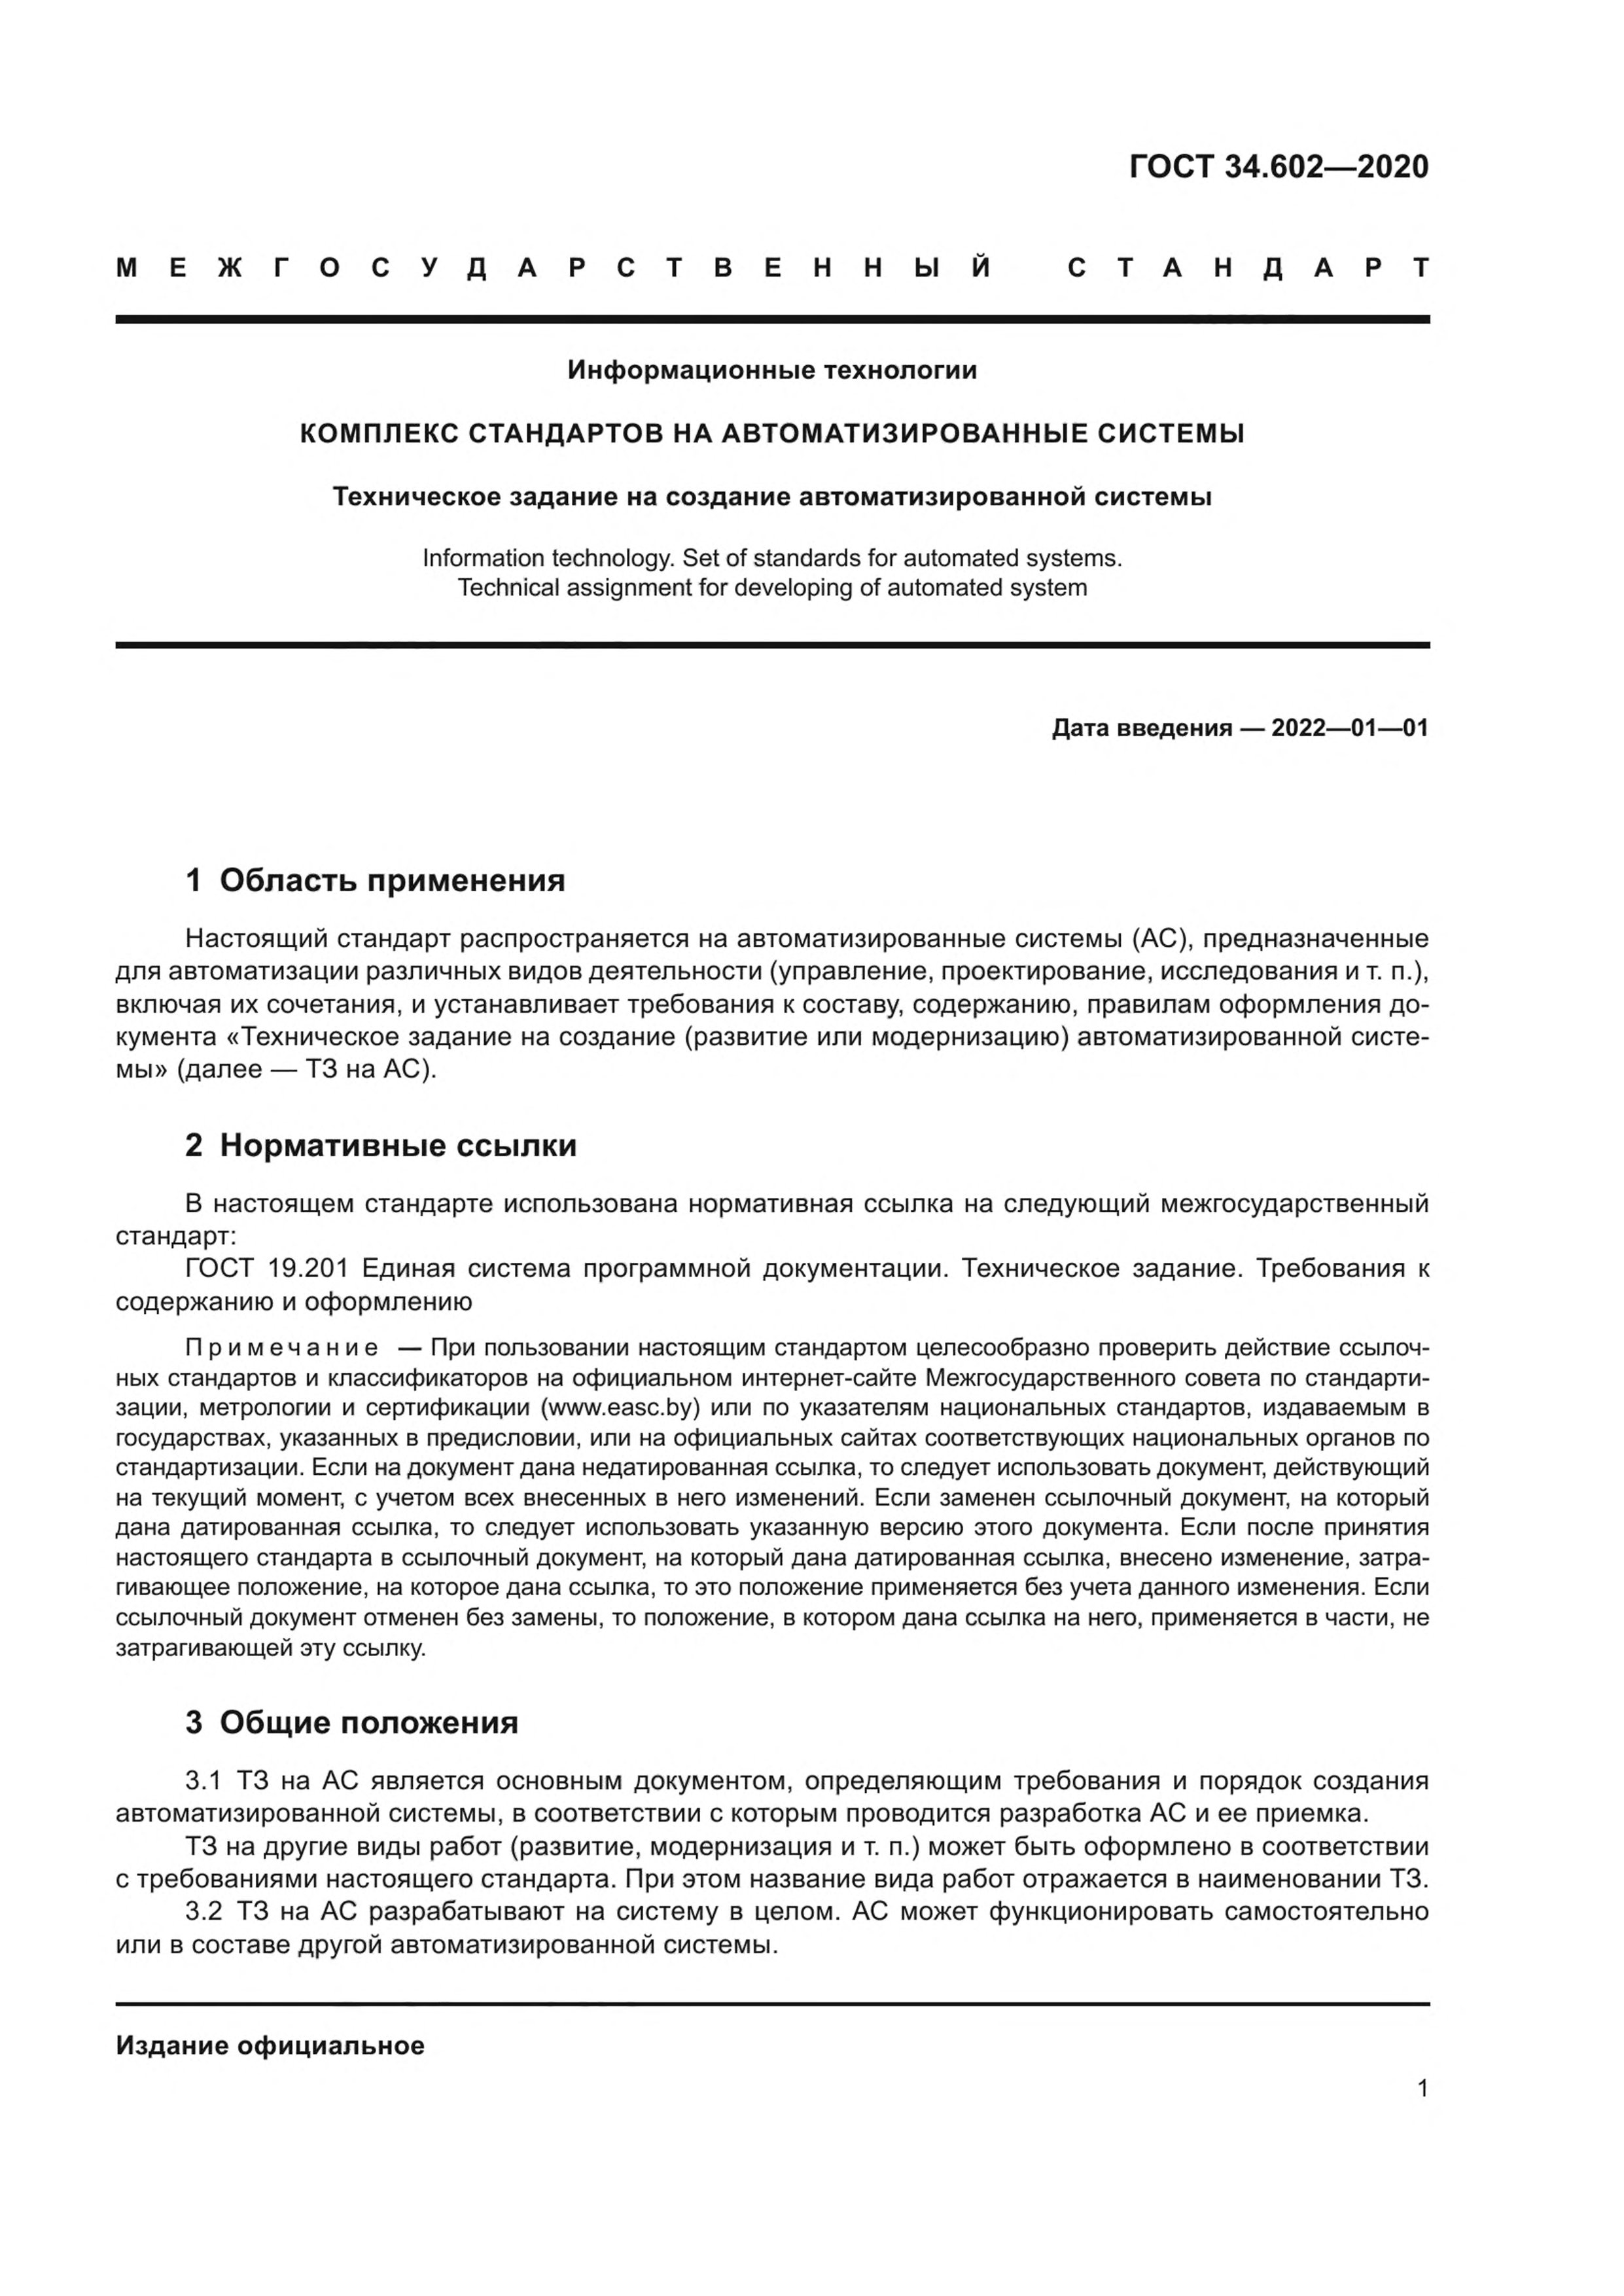 ГОСТ 34.602—2020
МЕЖГОСУДАРСТВЕННЫЙ СТАНДАРТ
Информационные технологии
КОМПЛЕКС СТАНДАРТОВ НА АВТОМАТИЗИРОВАННЫЕ СИСТЕМЫ
Техническое задание на создание автоматизированной системы
Information technology. Set of standards for automated systems.
Technical assignment for developing of automated system
Дата введения — 2022—01—01
1 Область применения
Настоящий стандарт распространяется на автоматизированные системы (АС), предназначенные
для автоматизации различных видов деятельности (управление, проектирование, исследования и т. п.),
включая их сочетания, и устанавливает требования к составу, содержанию, правилам оформления до-
кумента «Техническое задание на создание (развитие или модернизацию) автоматизированной систе-
мы» (далее — ТЗ на АС).
2 Нормативные ссылки
В настоящем стандарте использована нормативная ссылка на следующий межгосударственный
стандарт:
ГОСТ 19.201 Единая система программной документации. Техническое задание. Требования к
содержанию и оформлению
Примечание — При пользовании настоящим стандартом целесообразно проверить действие ссылоч-
ных стандартов и классификаторов на официальном интернет-сайте Межгосударственного совета по стандарти-
зации, метрологии и сертификации (www.easc.by) или по указателям национальных стандартов, издаваемым в
государствах, указанных в предисловии, или на официальных сайтах соответствующих национальных органов по
стандартизации. Если на документ дана недатированная ссылка, то следует использовать документ, действующий
на текущий момент, с учетом всех внесенных в него изменений. Если заменен ссылочный документ, на который
дана датированная ссылка, то следует использовать указанную версию этого документа. Если после принятия
настоящего стандарта в ссылочный документ, на который дана датированная ссылка, внесено изменение, затра-
гивающее положение, на которое дана ссылка, то это положение применяется без учета данного изменения. Если
ссылочный документ отменен без замены, то положение, в котором дана ссылка на него, применяется в части, не
затрагивающей эту ссылку.
3 Общие положения
3.1 ТЗ на АС является основным документом, определяющим требования и порядок создания
автоматизированной системы, в соответствии с которым проводится разработка АС и ее приемка.
ТЗ на другие виды работ (развитие, модернизация и т. п.) может быть оформлено в соответствии
с требованиями настоящего стандарта. При этом название вида работ отражается в наименовании ТЗ.
3.2 ТЗ на АС разрабатывают на систему в целом. АС может функционировать самостоятельно
или в составе другой автоматизированной системы.
Издание официальное
1